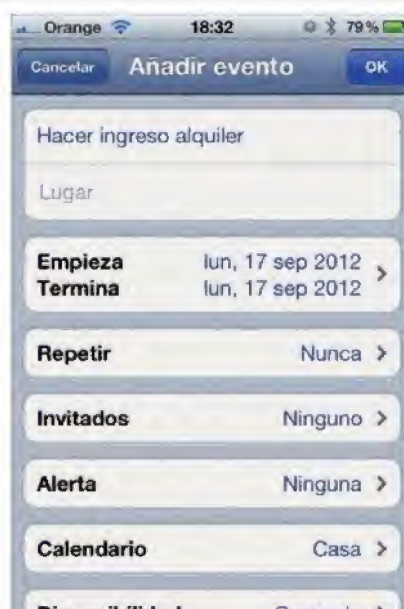 Orange 18:32 79%
Cancelar Añadir evento OK
Hacer ingreso alquiler
Lugar
Empieza lun, 17 sep 2012
Termina lun, 17 sep 2012
Repetir Nunca
Invitados Ninguno
Alerta Ninguna
Calendario Casa